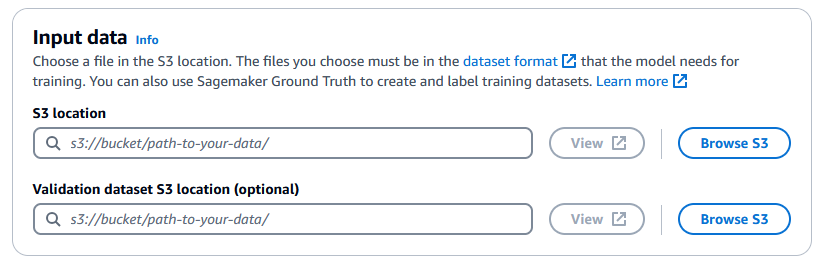 Input data Info
Choose a file in the S3 location. The files you choose must be in the dataset format that the model needs for
training. You can also use Sagemaker Ground Truth to create and label training datasets. Learn more
S3 location
s3://bucket/path-to-your-data/ View Browse S3
Validation dataset S3 location (optional)
s3://bucket/path-to-your-data/ View Browse S3